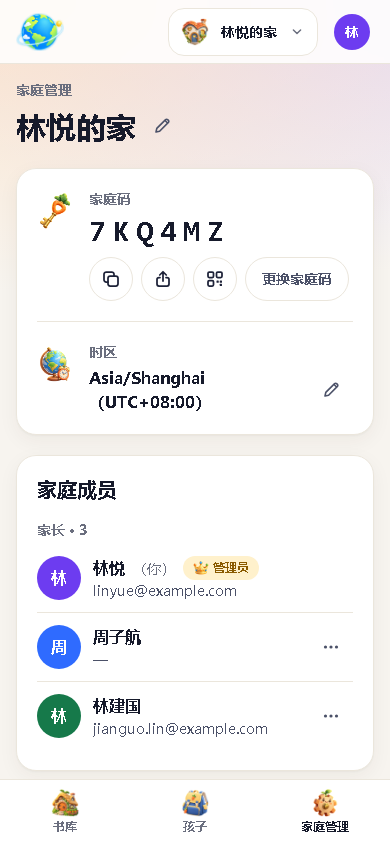 林悦的家
林
家庭管理
林悦的家
家庭码
7KQ4MZ
更换家庭码
时区
Asia/Shanghai
（UTC+08:00）
家庭成员
家长 • 3
林
林悦 （你） 管理员
linyue@example.com
周
周子航
—
林
林建国
jianguo.lin@example.com
书库
孩子
家庭管理